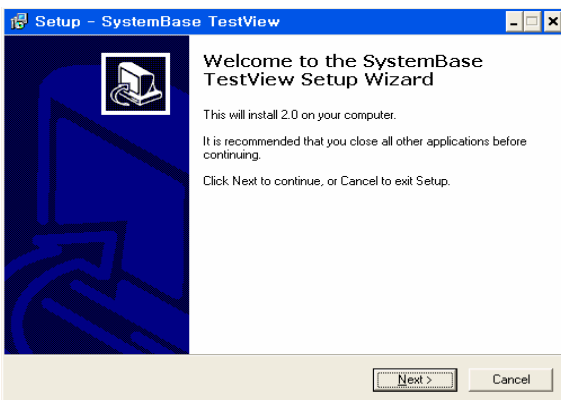 Setup - SystemBase TestView
Welcome to the SystemBase
TestView Setup Wizard
This will install 2.0 on your computer.
It is recommended that you close all other applications before
continuing.
Click Next to continue, or Cancel to exit Setup.
Next >
Cancel